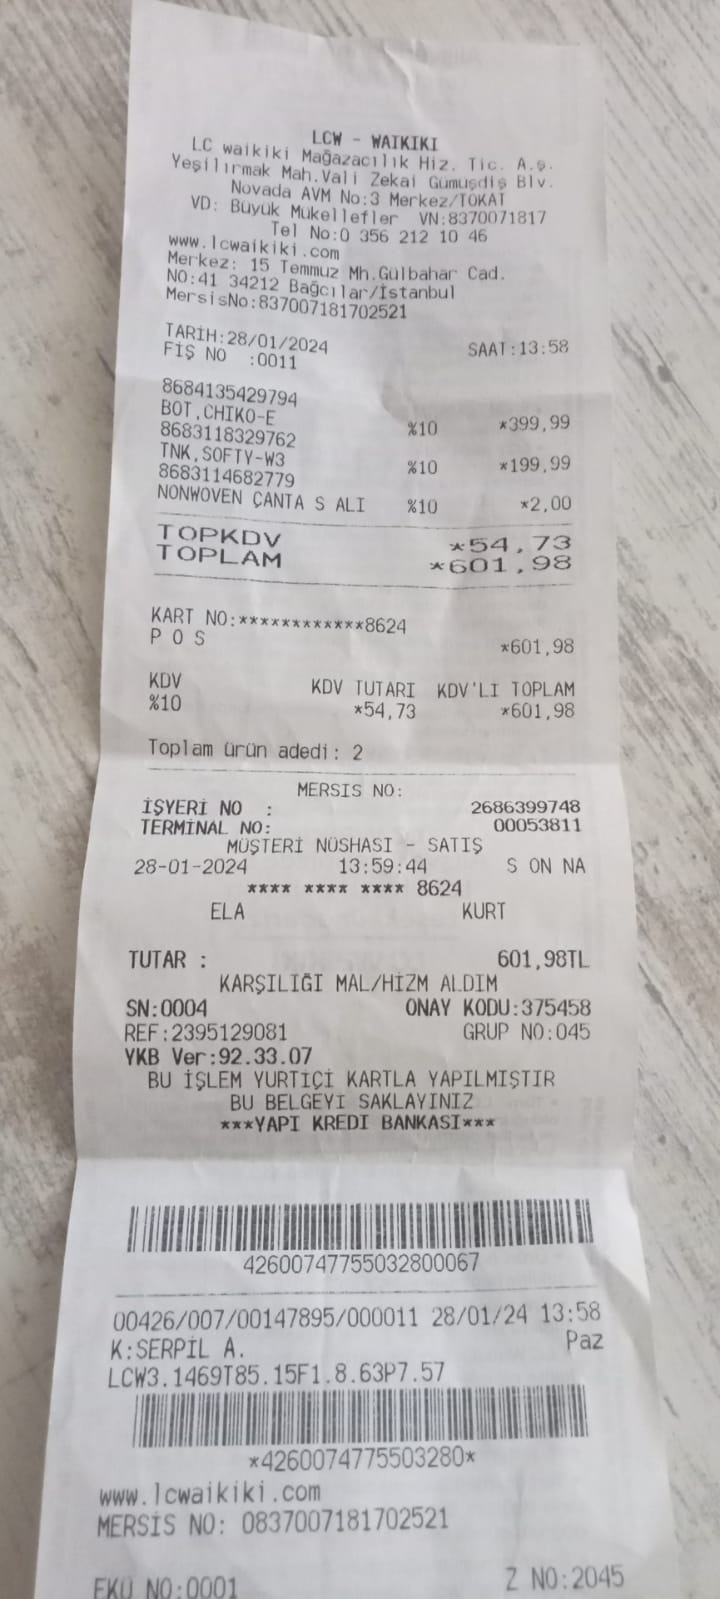 LCW - WAIKIKI
LC waikiki Mağazacılık Hiz. Tic. A.ş.
Yeşilırmak Mah.Vali Zekai Gümüşdiş Blv.
Novada AVM No:3 Merkez/TOKAT
VD: Büyük Mükellefler VN:8370071817
Tel No:0 356 212 10 46
www.lcwaikiki.com
Merkez: 15 Temmuz Mh.Gülbahar Cad.
NO:41 34212 Bağcılar/İstanbul
MersisNo:837007181702521
TARİH:28/01/2024 SAAT:13:58
FİŞ NO :0011
8684135429794
BOT,CHIKO-E %10 *399,99
8683118329762
TNK,SOFTY-W3 %10 *199,99
8683114682779
NONWOVEN ÇANTA S ALI %10 *2,00
TOPKDV *54,73
TOPLAM *601,98
KART NO:************8624
P O S *601,98
KDV KDV TUTARI KDV'LI TOPLAM
%10 *54,73 *601,98
Toplam ürün adedi: 2
MERSIS NO:
İŞYERİ NO : 2686399748
TERMINAL NO: 00053811
MÜŞTERİ NÜSHASI - SATIŞ
28-01-2024 13:59:44 S ON NA
**** **** **** 8624
ELA KURT
TUTAR : 601,98TL
KARŞILIĞI MAL/HİZM ALDIM
SN:0004 ONAY KODU:375458
REF:2395129081 GRUP NO:045
YKB Ver:92.33.07
BU İŞLEM YURTİÇİ KARTLA YAPILMIŞTIR
BU BELGEYI SAKLAYINIZ
***YAPI KREDI BANKASI***
42600747755032800067
00426/007/00147895/000011 28/01/24 13:58
K:SERPİL A. Paz
LCW3.1469T85.15F1.8.63P7.57
*4260074775503280*
www.lcwaikiki.com
MERSİS NO: 0837007181702521
EKÜ NO:0001 Z NO:2045